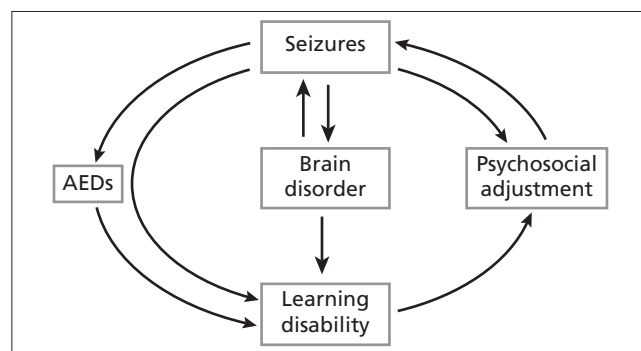 Seizures
AEDs
Brain
disorder
Psychosocial
adjustment
Learning
disability